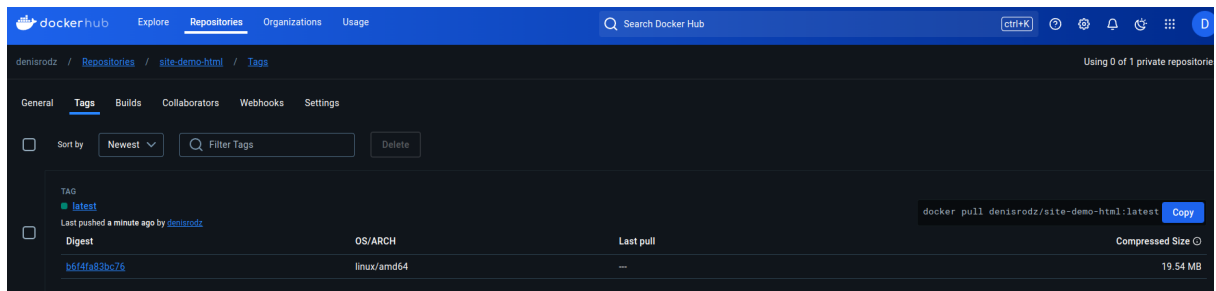 dockerhub Explore Repositories Organizations Usage Search Docker Hub ctrl+K D
denisrodz / Repositories / site-demo-html / Tags Using 0 of 1 private repositorie
General Tags Builds Collaborators Webhooks Settings
Sort by Newest Filter Tags Delete
TAG
latest
docker pull denisrodz/site-demo-html:latest Copy
Last pushed a minute ago by denisrodz
Digest OS/ARCH Last pull Compressed Size
b6f4fa83bc76 linux/amd64 --- 19.54 MB